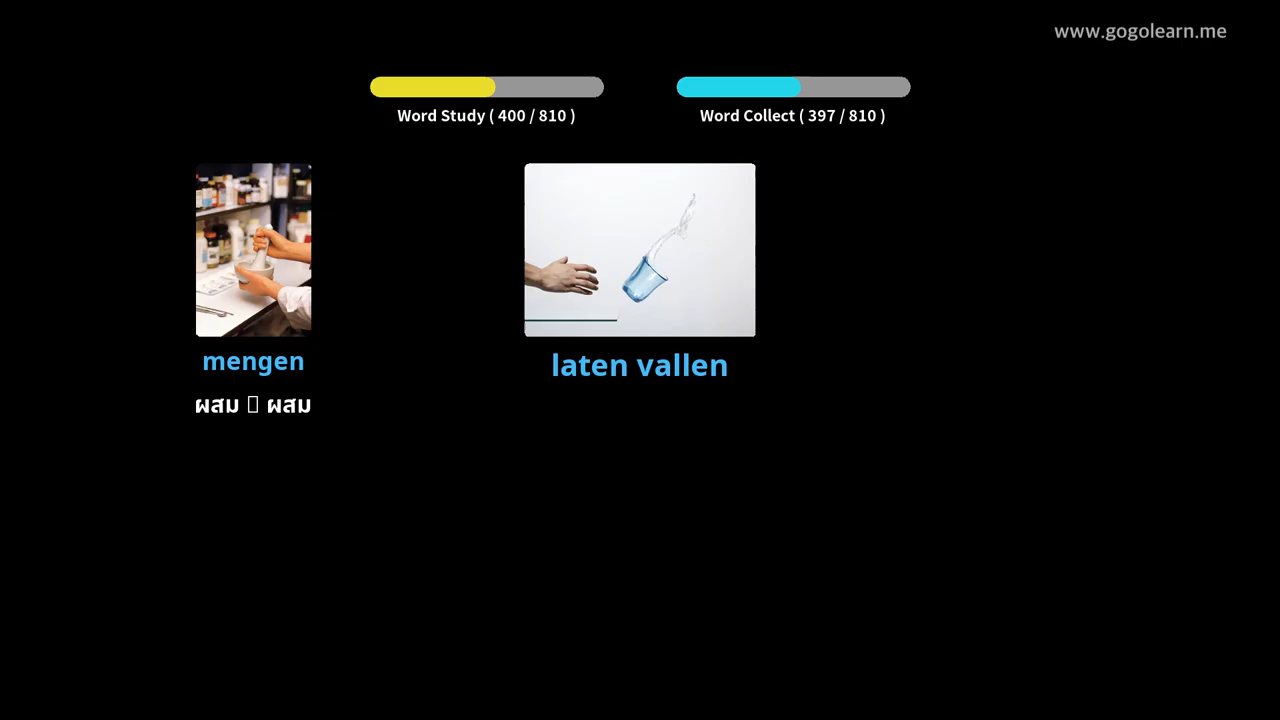 www.gogolearn.me
Word Study ( 400 / 810 )
Word Collect ( 397 / 810 )
mengen
ผสม 􏿿 ผสม
laten vallen